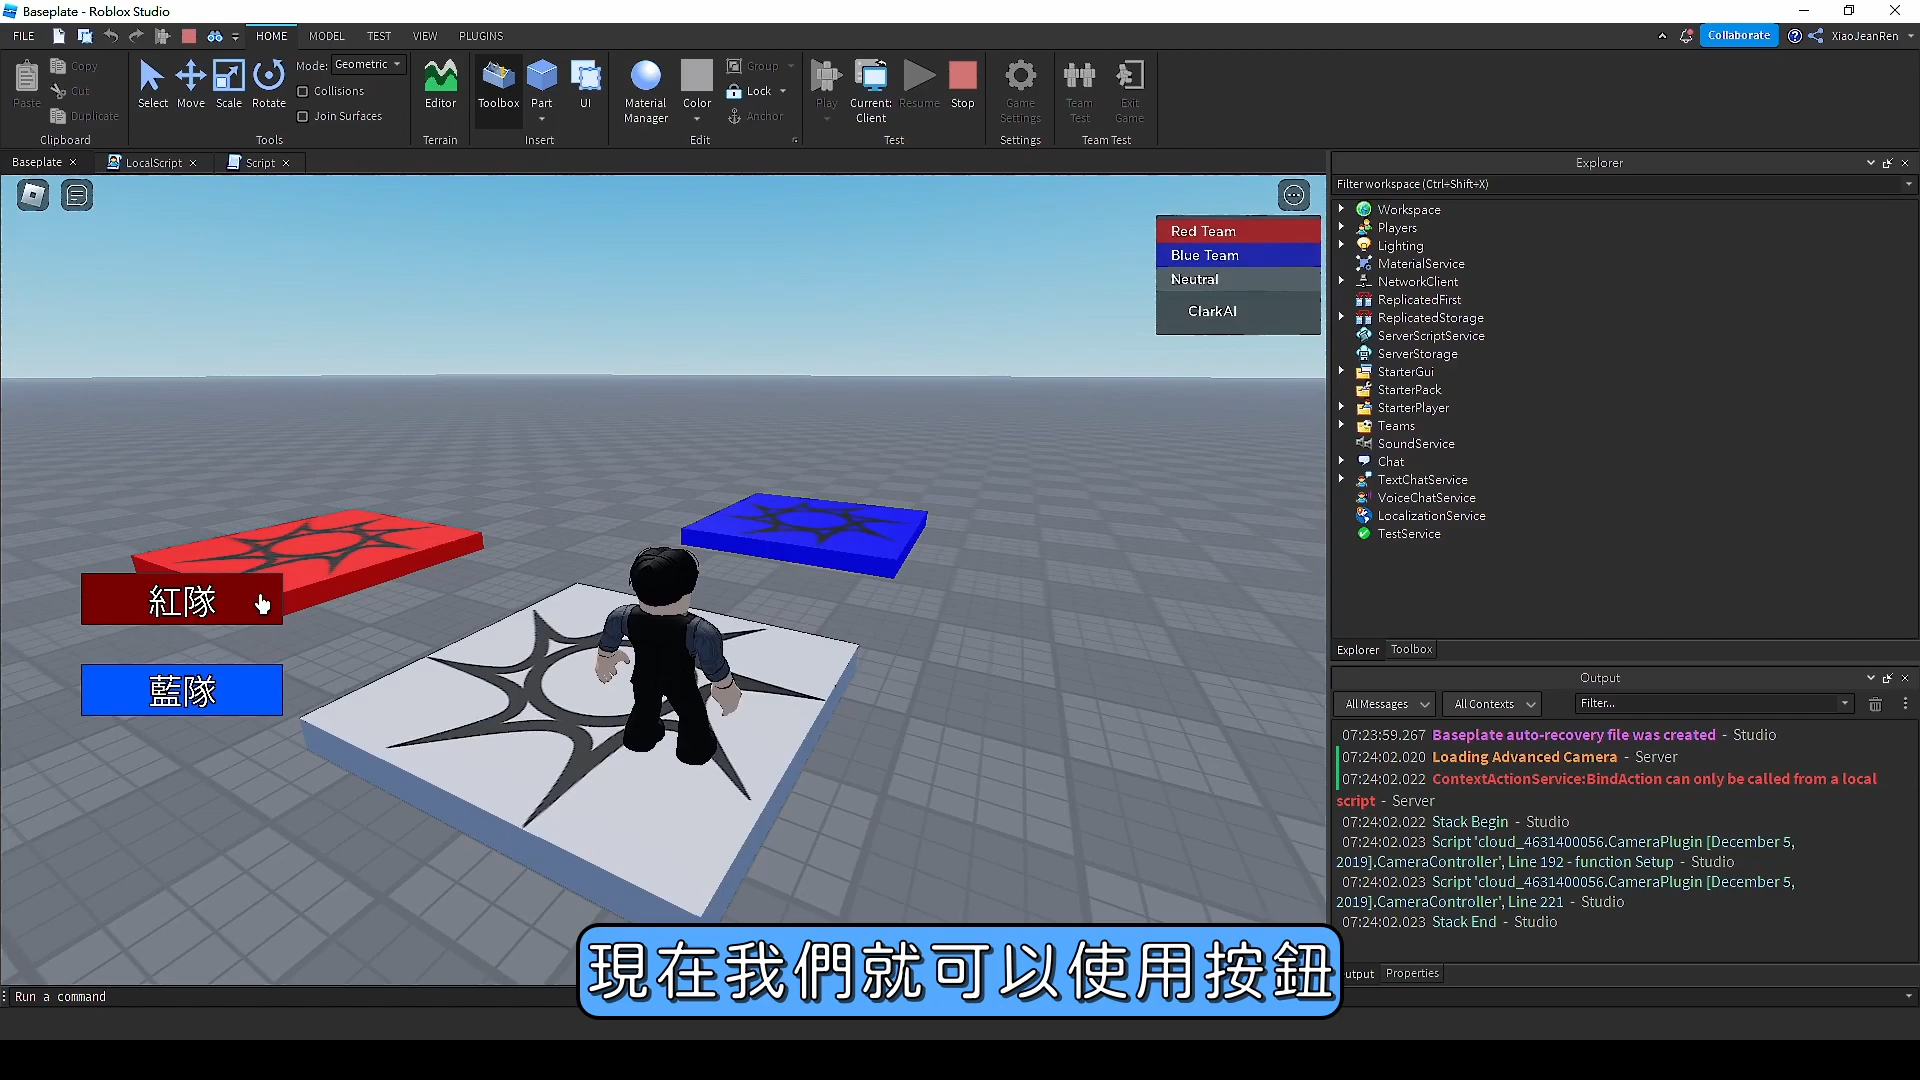 Baseplate - Roblox Studio
FILE HOME MODEL TEST VIEW PLUGINS Collaborate XiaoJeanRen
Paste Copy Cut Duplicate Clipboard
Select Move Scale Rotate Mode: Geometric Collisions Join Surfaces Tools
Editor Terrain
Toolbox Part UI Insert
Material Manager Color Group Lock Anchor Edit
Play Current: Client Resume Stop Test
Game Settings Settings
Team Test Exit Game Team Test
Baseplate LocalScript Script
Red Team
Blue Team
Neutral
ClarkAI
紅隊
藍隊
現在我們就可以使用按鈕
Run a command
Explorer
Filter workspace (Ctrl+Shift+X)
Workspace
Players
Lighting
MaterialService
NetworkClient
ReplicatedFirst
ReplicatedStorage
ServerScriptService
ServerStorage
StarterGui
StarterPack
StarterPlayer
Teams
SoundService
Chat
TextChatService
VoiceChatService
LocalizationService
TestService
Explorer Toolbox
Output
All Messages All Contexts Filter...
07:23:59.267 Baseplate auto-recovery file was created - Studio
07:24:02.020 Loading Advanced Camera - Server
07:24:02.022 ContextActionService:BindAction can only be called from a local
script - Server
07:24:02.022 Stack Begin - Studio
07:24:02.023 Script 'cloud_4631400056.CameraPlugin [December 5,
2019].CameraController', Line 192 - function Setup - Studio
07:24:02.023 Script 'cloud_4631400056.CameraPlugin [December 5,
2019].CameraController', Line 221 - Studio
07:24:02.023 Stack End - Studio
utput Properties